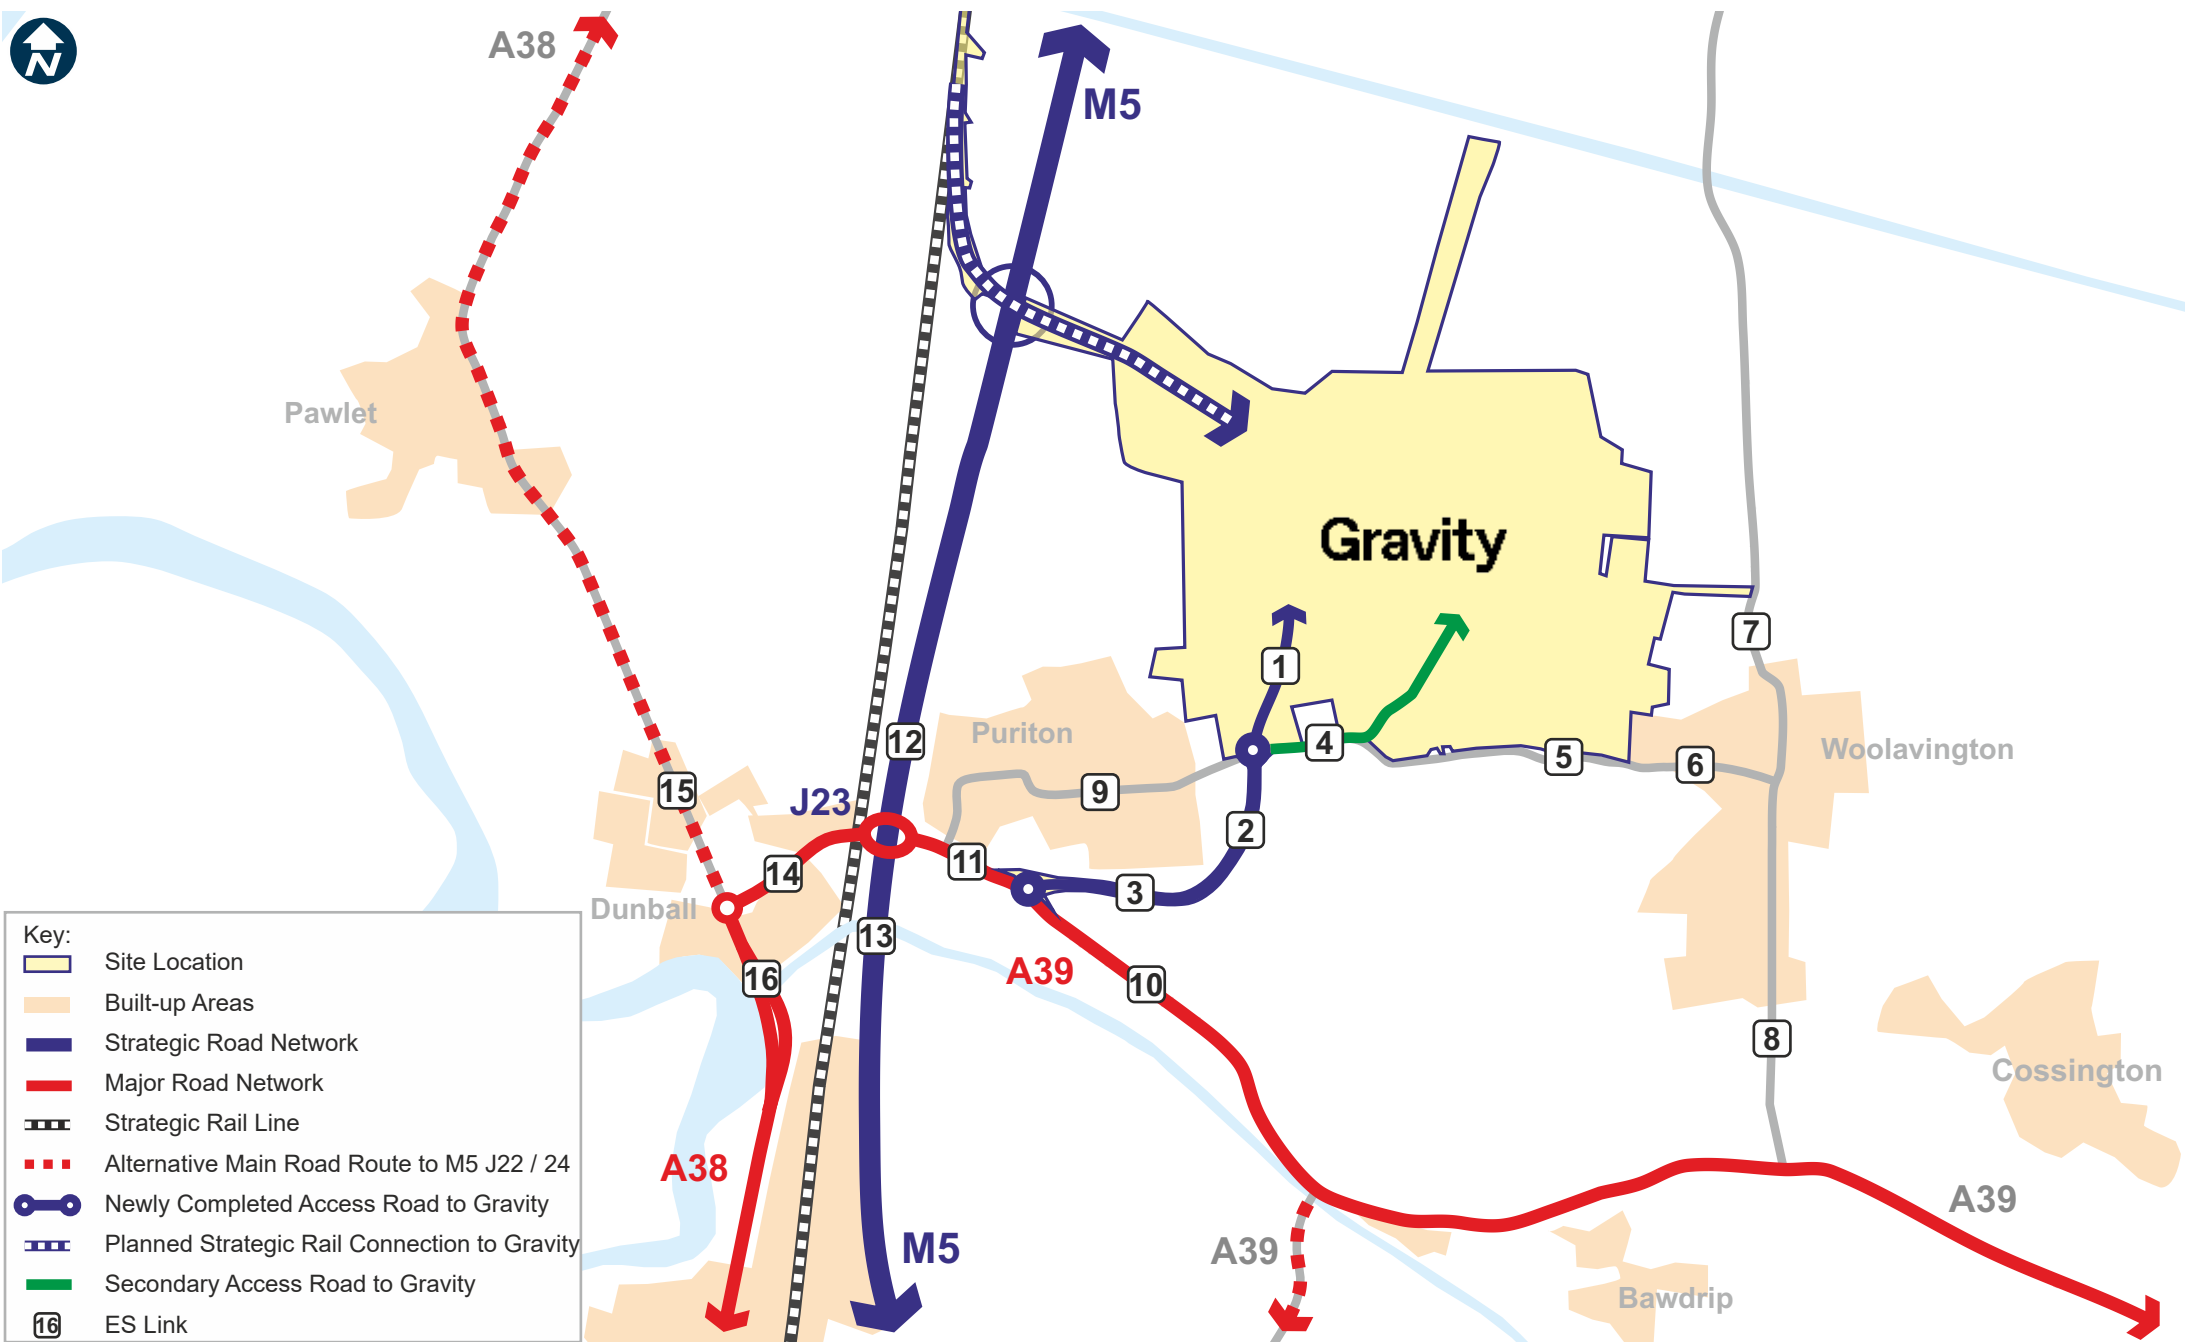 N
A38
M5
Pawlet
Gravity
7
1
Puriton
12
4
5
6
Woolavington
15
J23
9
2
14
11
3
Dunball
13
16
A39
10
8
Cossington
A38
A39
M5
A39
Bawdrip
Key:
Site Location
Built-up Areas
Strategic Road Network
Major Road Network
Strategic Rail Line
Alternative Main Road Route to M5 J22 / 24
Newly Completed Access Road to Gravity
Planned Strategic Rail Connection to Gravity
Secondary Access Road to Gravity
16 ES Link